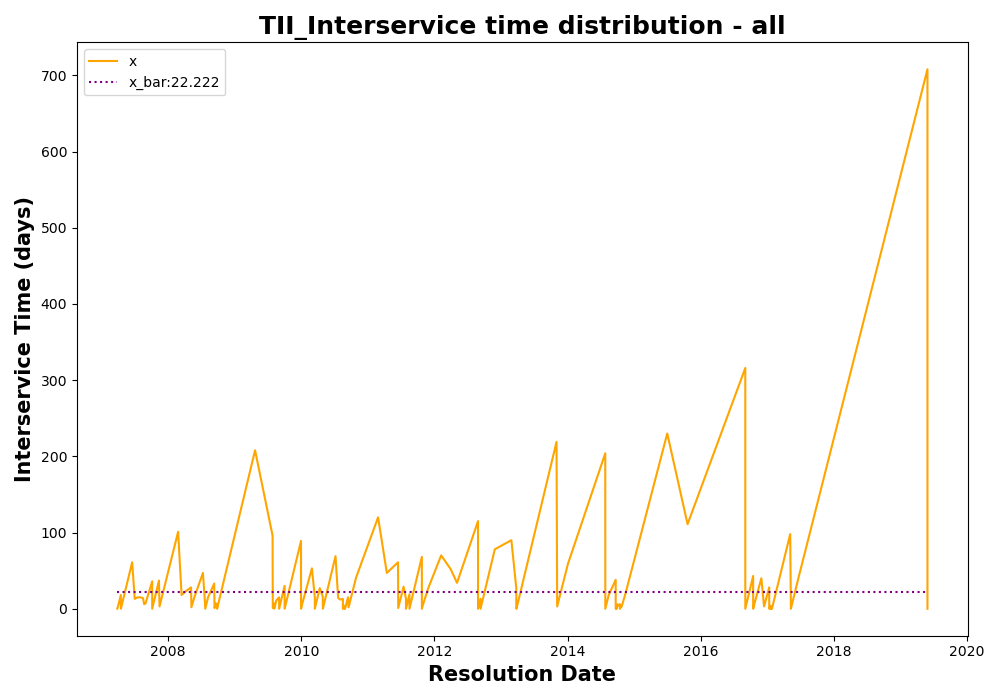 TII_Interservice time distribution - all
x
x_bar:22.222
Interservice Time (days)
700
600
500
400
300
200
100
0
2008 2010 2012 2014 2016 2018 2020
Resolution Date